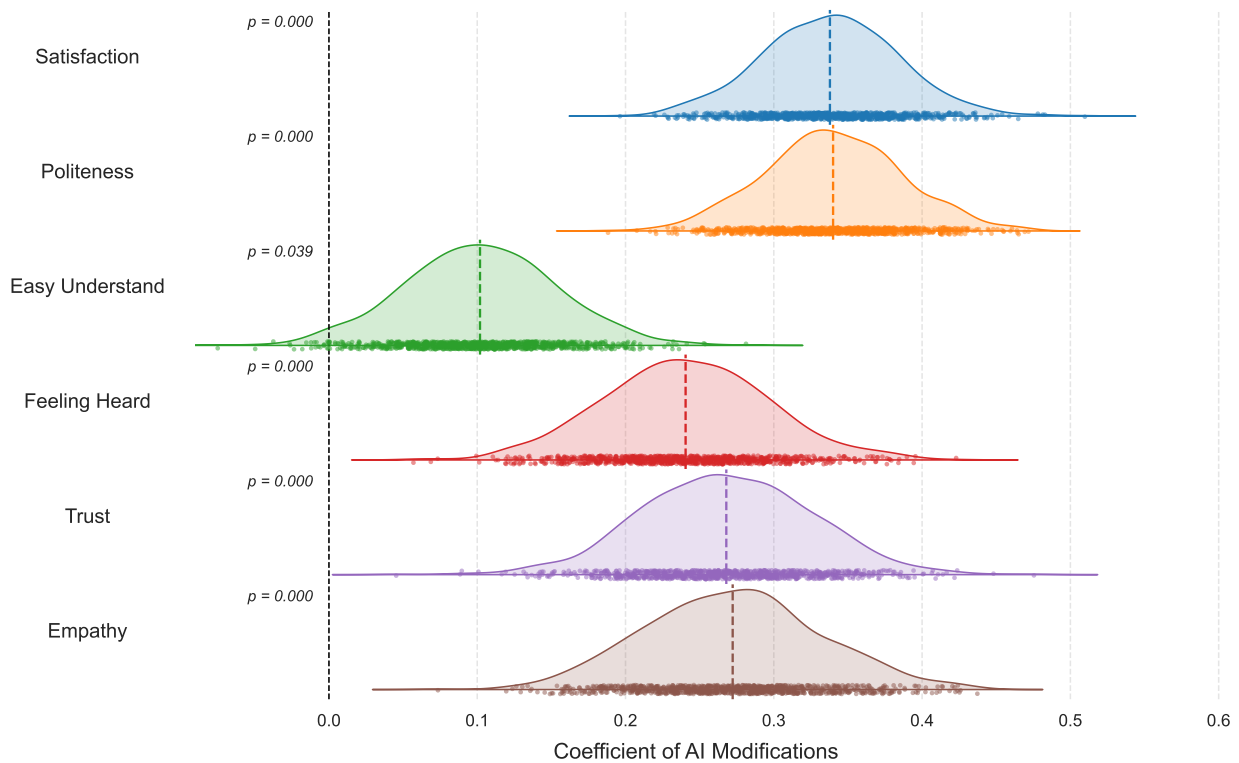 p = 0.000
Satisfaction
p = 0.000
Politeness
p = 0.039
Easy Understand
p = 0.000
Feeling Heard
p = 0.000
Trust
p = 0.000
Empathy
0.0 0.1 0.2 0.3 0.4 0.5 0.6
Coefficient of AI Modifications